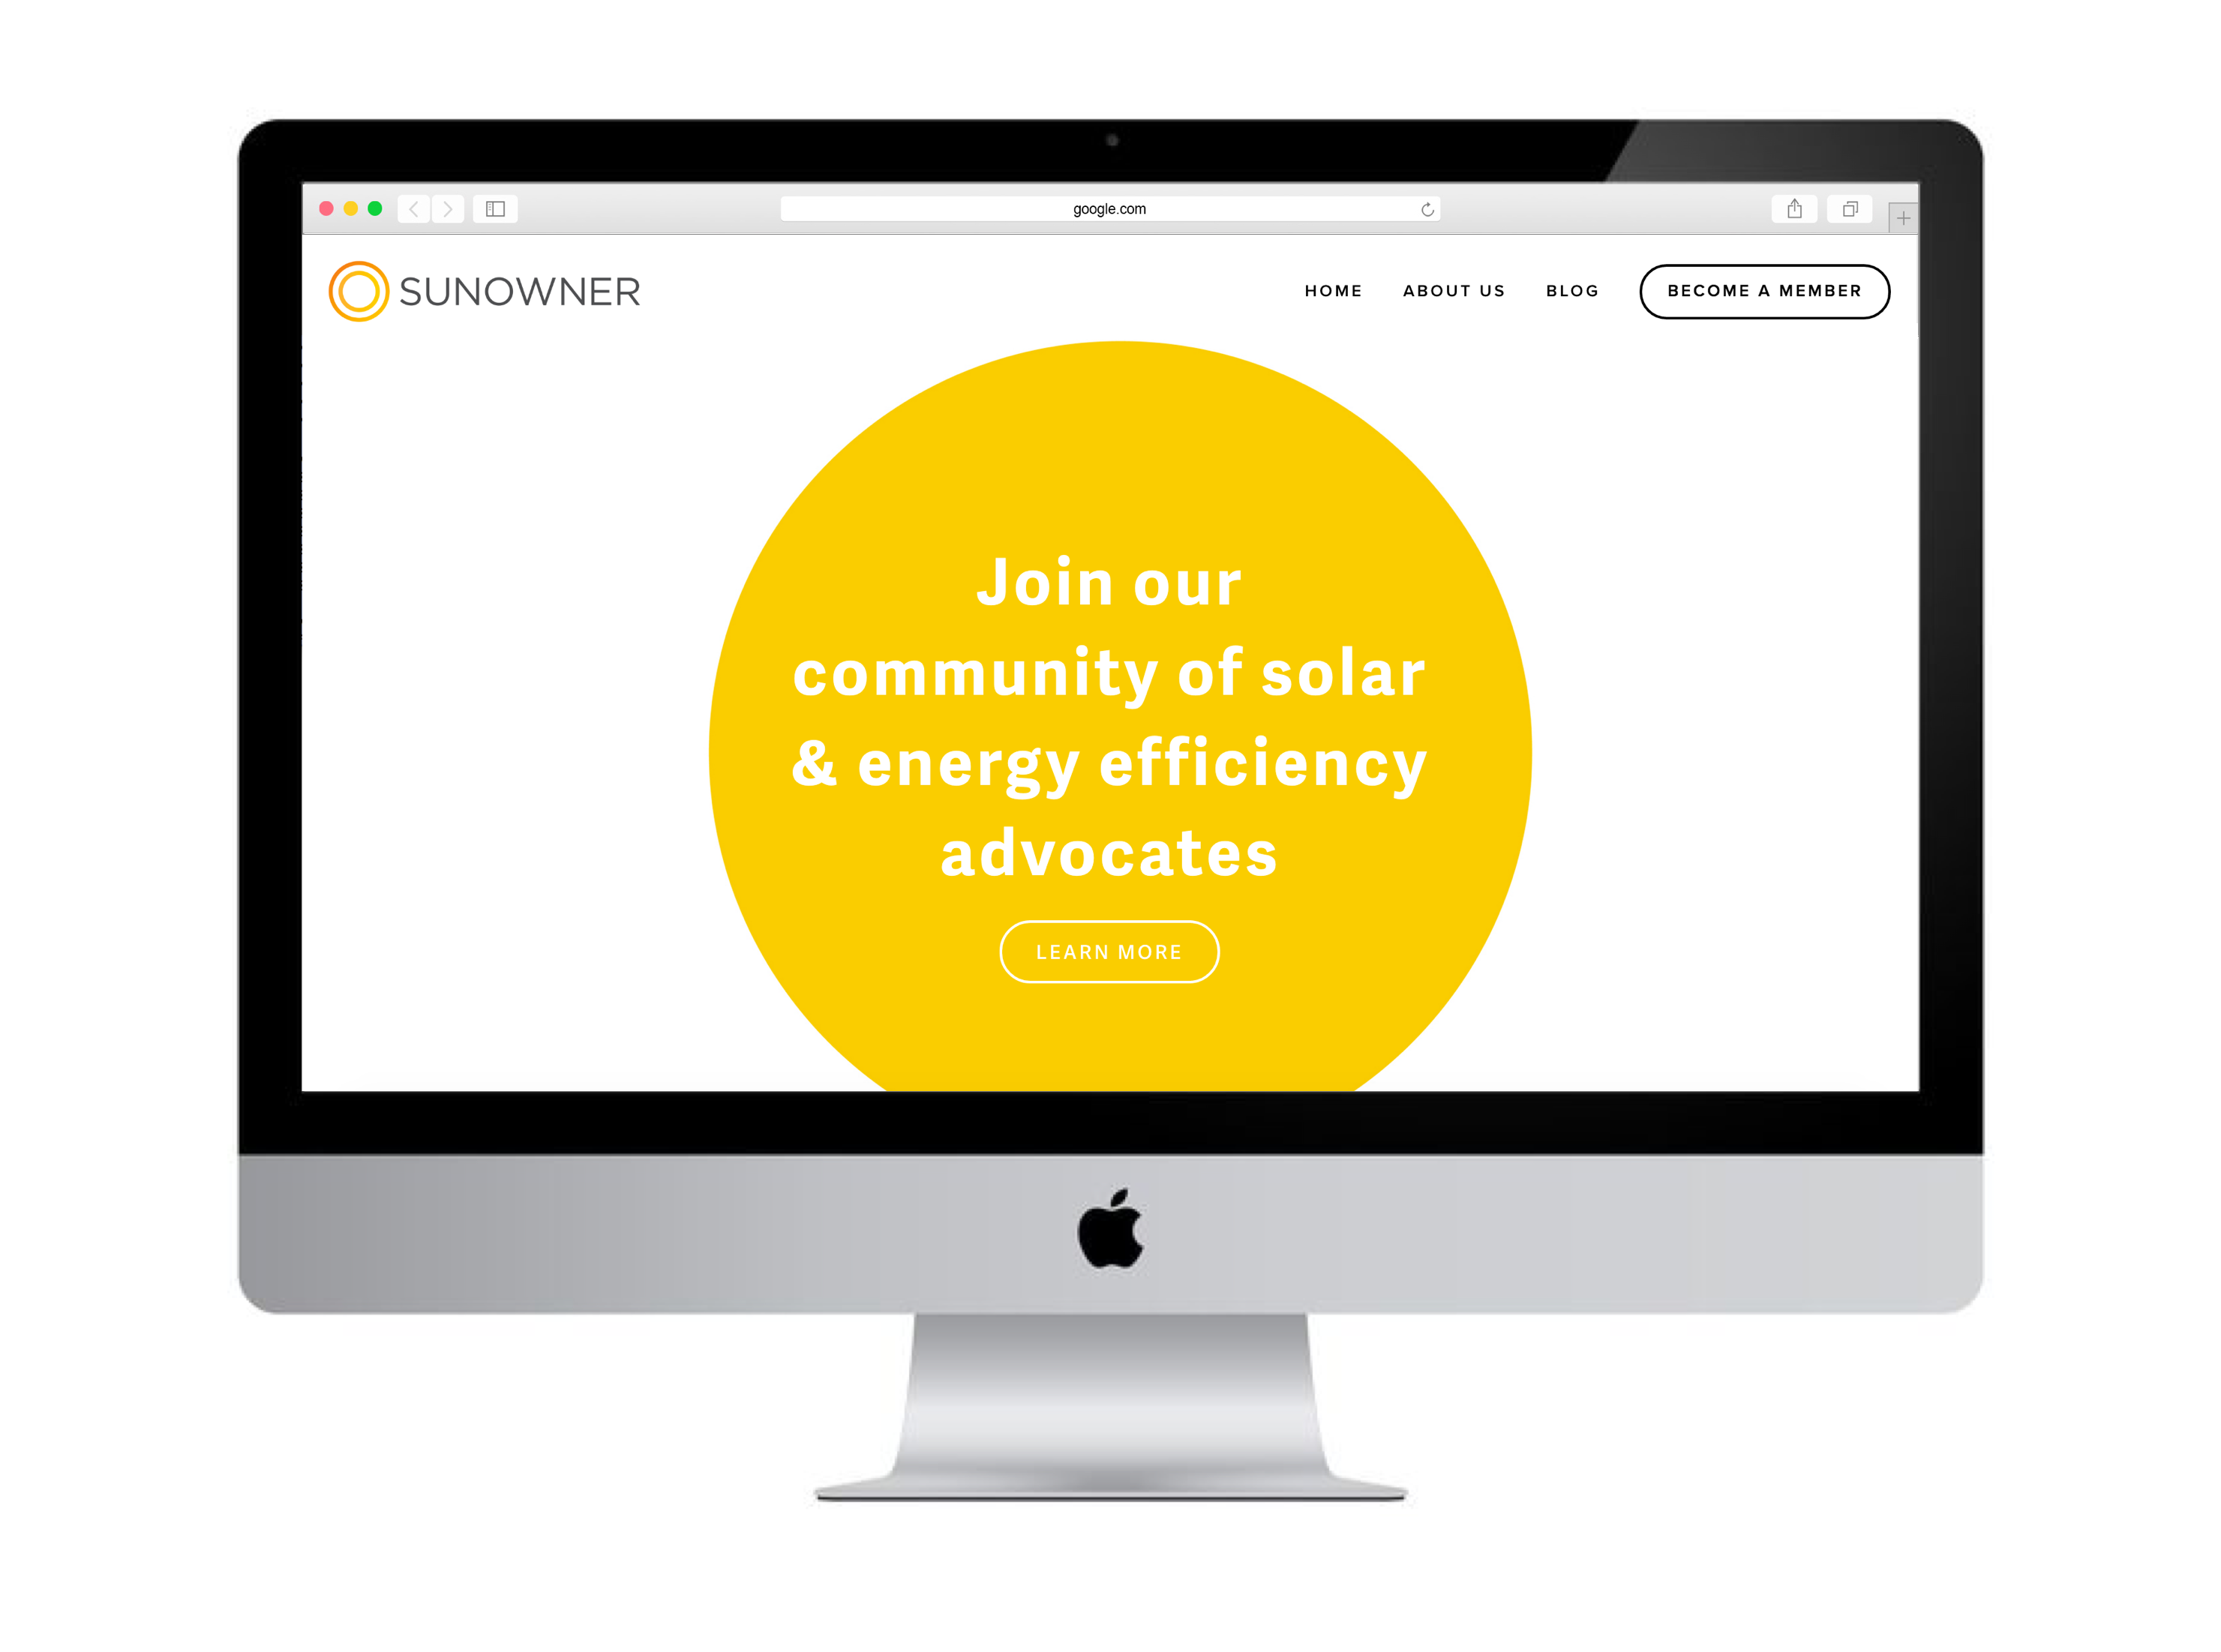 google.com
SUNOWNER
HOME ABOUT US BLOG BECOME A MEMBER
Join our
community of solar
& energy efficiency
advocates
LEARN MORE